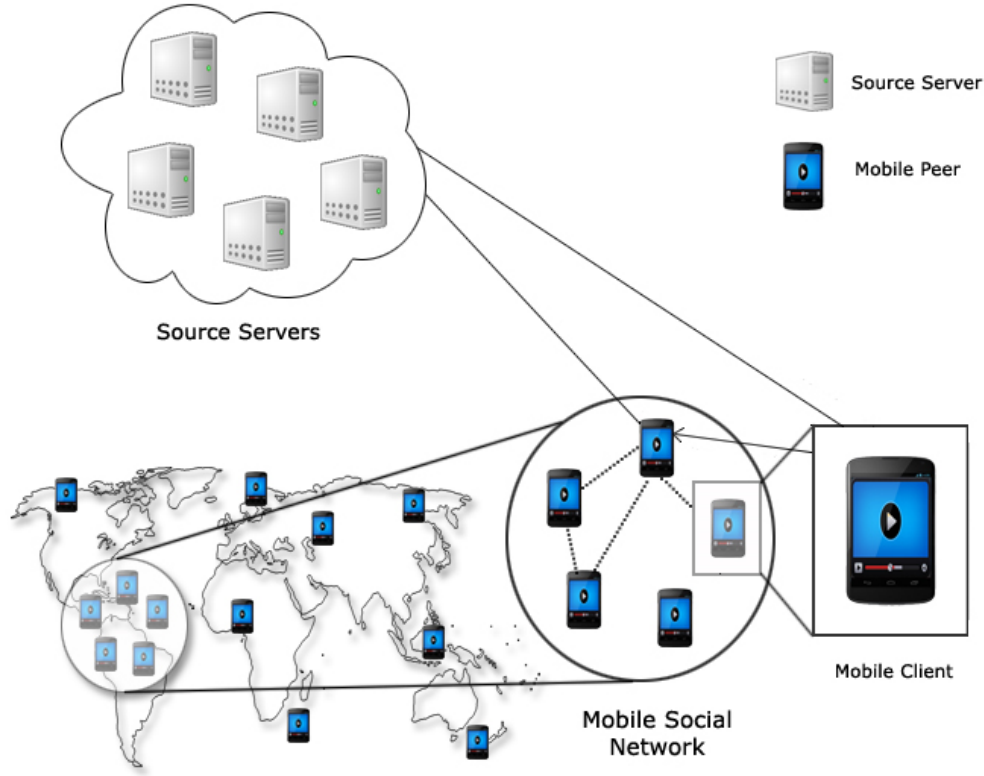 Source Server
Mobile Peer
Source Servers
Mobile Client
Mobile Social
Network